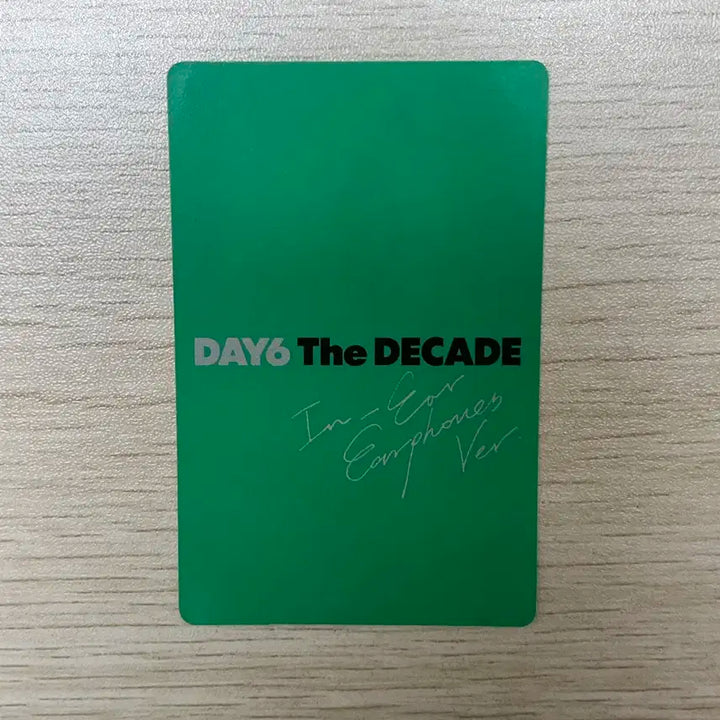 DAY6 The DECADE
In-Ear
Earphones
Ver.